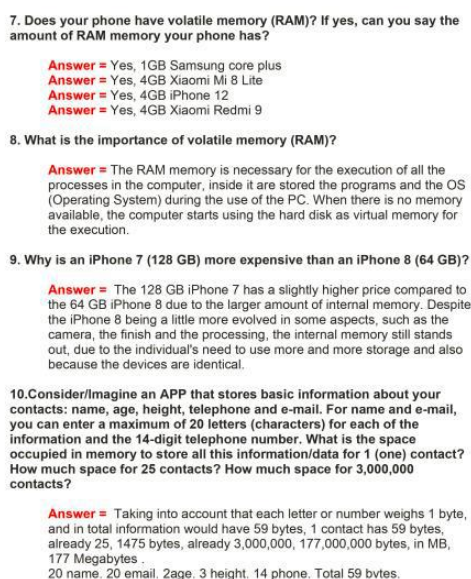 7. Does your phone have volatile memory (RAM)? If yes, can you say the
amount of RAM memory your phone has?
Answer = Yes, 1GB Samsung core plus
Answer = Yes, 4GB Xiaomi Mi 8 Lite
Answer = Yes, 4GB iPhone 12
Answer = Yes, 4GB Xiaomi Redmi 9
8. What is the importance of volatile memory (RAM)?
Answer = The RAM memory is necessary for the execution of all the
processes in the computer, inside it are stored the programs and the OS
(Operating System) during the use of the PC. When there is no memory
available, the computer starts using the hard disk as virtual memory for
the execution.
9. Why is an iPhone 7 (128 GB) more expensive than an iPhone 8 (64 GB)?
Answer = The 128 GB iPhone 7 has a slightly higher price compared to
the 64 GB iPhone 8 due to the larger amount of internal memory. Despite
the iPhone 8 being a little more evolved in some aspects, such as the
camera, the finish and the processing, the internal memory still stands
out, due to the individual's need to use more and more storage and also
because the devices are identical.
10.Consider/Imagine an APP that stores basic information about your
contacts: name, age, height, telephone and e-mail. For name and e-mail,
you can enter a maximum of 20 letters (characters) for each of the
information and the 14-digit telephone number. What is the space
occupied in memory to store all this information/data for 1 (one) contact?
How much space for 25 contacts? How much space for 3,000,000
contacts?
Answer = Taking into account that each letter or number weighs 1 byte,
and in total information would have 59 bytes, 1 contact has 59 bytes,
already 25, 1475 bytes, already 3,000,000, 177,000,000 bytes, in MB,
177 Megabytes .
20 name. 20 email. 2age. 3 height. 14 phone. Total 59 bytes.